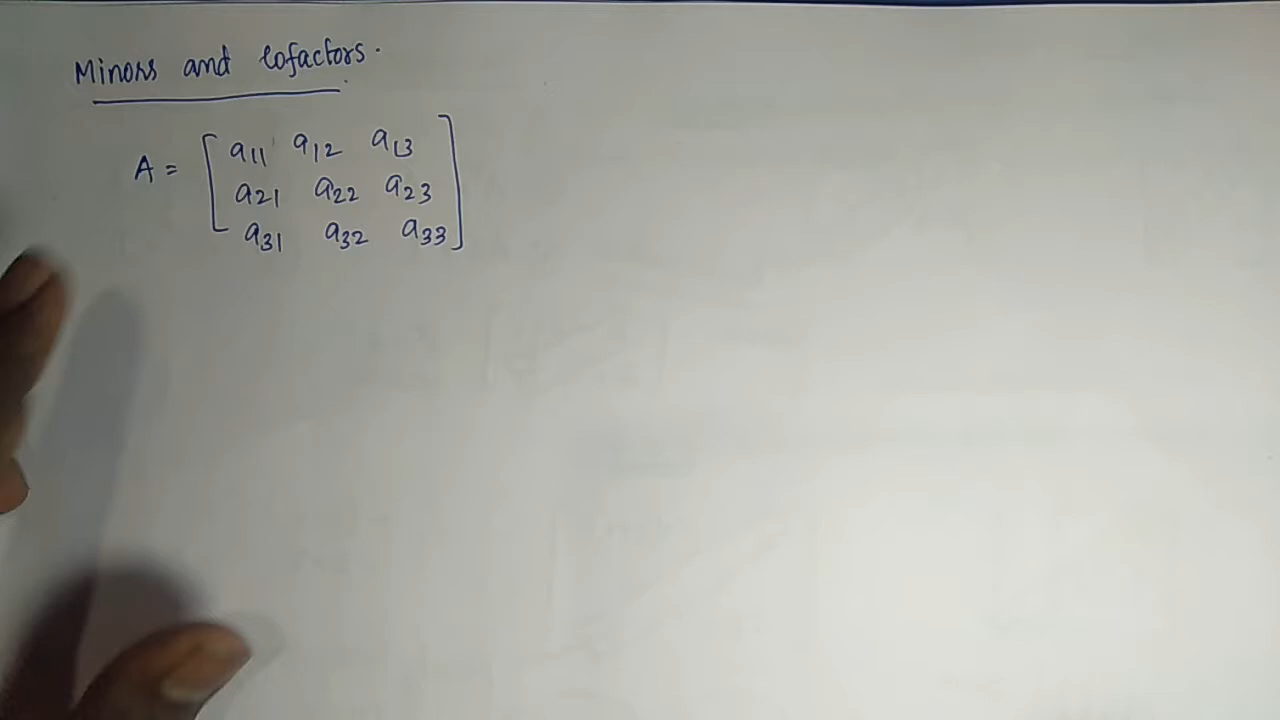 Minors and cofactors.
A = [ a11 a12 a13
a21 a22 a23
a31 a32 a33 ]